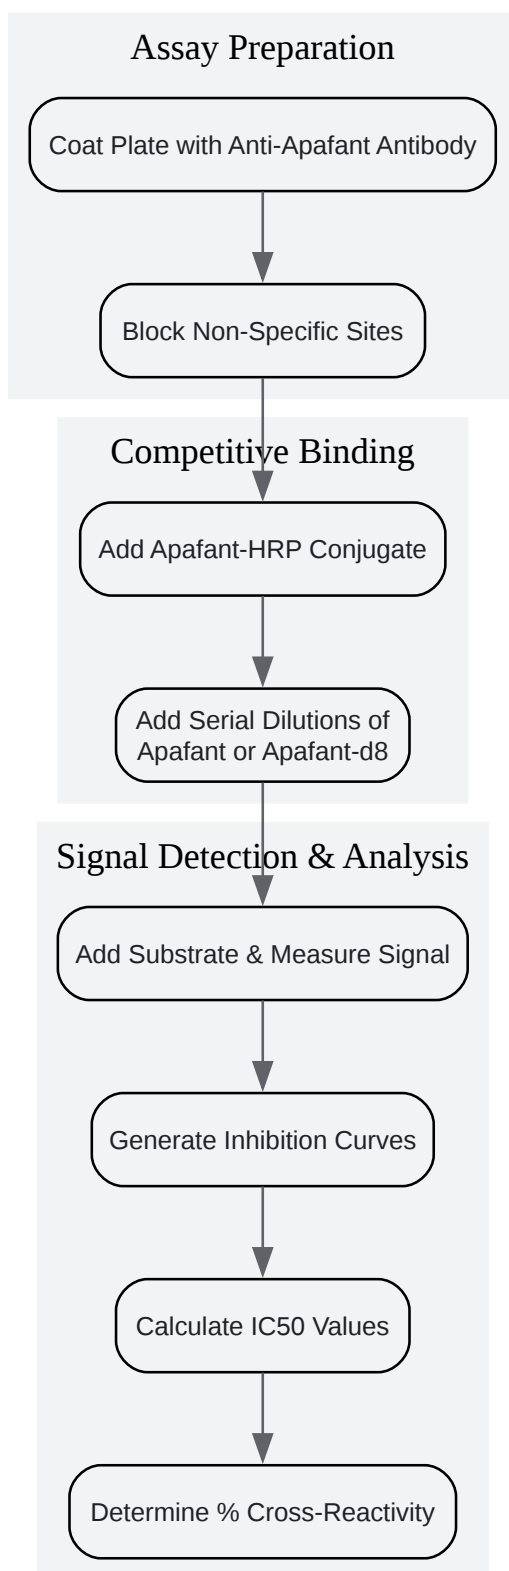 Assay Preparation
Coat Plate with Anti-Apafant Antibody
Block Non-Specific Sites
Competitive Binding
Add Apafant-HRP Conjugate
Add Serial Dilutions of
Apafant or Apafant-d8
Signal Detection & Analysis
Add Substrate & Measure Signal
Generate Inhibition Curves
Calculate IC50 Values
Determine % Cross-Reactivity